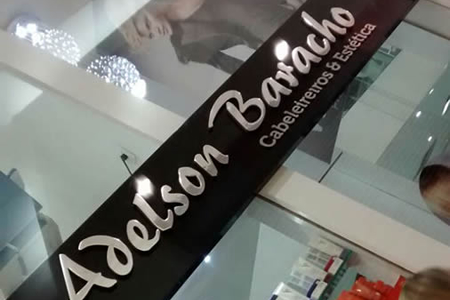 Adelson Baracho
Cabeleireiros & Estética